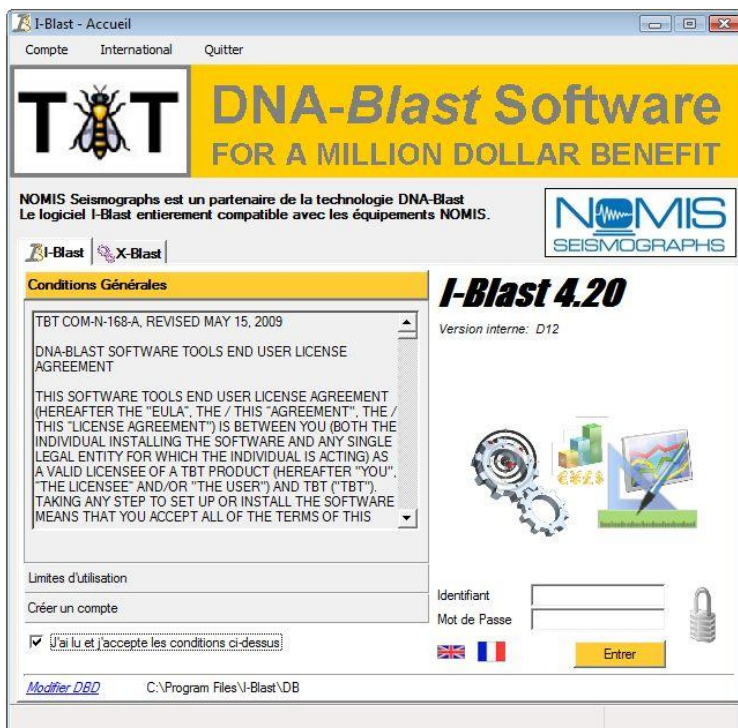 I-Blast - Accueil
Compte International Quitter
TBT
DNA-Blast Software
FOR A MILLION DOLLAR BENEFIT
NOMIS Seismographs est un partenaire de la technologie DNA-Blast
Le logiciel I-Blast entierement compatible avec les équipements NOMIS.
NOMIS
SEISMOGRAPHS
I-Blast X-Blast
Conditions Générales
I-Blast 4.20
Version interne: D12
TBT COM-N-168-A, REVISED MAY 15, 2009
DNA-BLAST SOFTWARE TOOLS END USER LICENSE
AGREEMENT
THIS SOFTWARE TOOLS END USER LICENSE AGREEMENT
(HEREAFTER THE "EULA", THE / THIS "AGREEMENT", THE /
THIS "LICENSE AGREEMENT") IS BETWEEN YOU (BOTH THE
INDIVIDUAL INSTALLING THE SOFTWARE AND ANY SINGLE
LEGAL ENTITY FOR WHICH THE INDIVIDUAL IS ACTING) AS
A VALID LICENSEE OF A TBT PRODUCT (HEREAFTER "YOU",
"THE LICENSEE" AND/OR "THE USER") AND TBT ("TBT").
TAKING ANY STEP TO SET UP OR INSTALL THE SOFTWARE
MEANS THAT YOU ACCEPT ALL OF THE TERMS OF THIS
€¥£$
Limites d'utilisation
Créer un compte
Identifiant
Mot de Passe
J'ai lu et j'accepte les conditions ci-dessus
Entrer
Modifier DBD C:\Program Files\I-Blast\DB